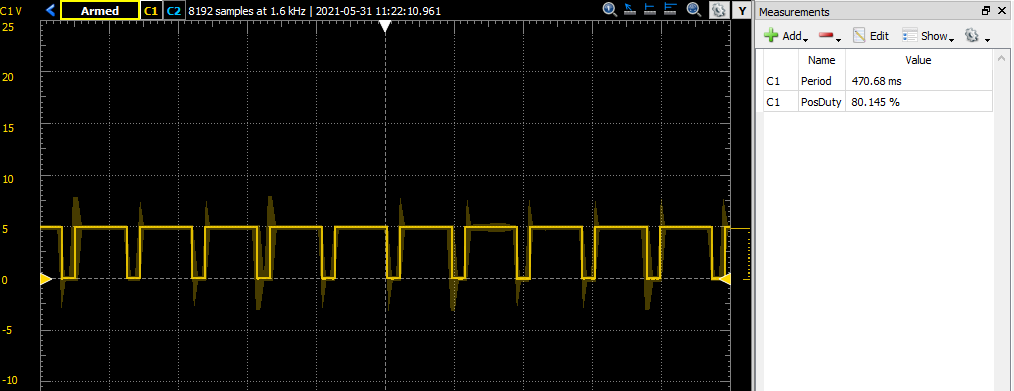 C1 V Armed C1 C2 8192 samples at 1.6 kHz | 2021-05-31 11:22:10.961 Y
25
20
15
10
5
0
-5
-10
Measurements
Add Edit Show
Name Value
C1 Period 470.68 ms
C1 PosDuty 80.145 %